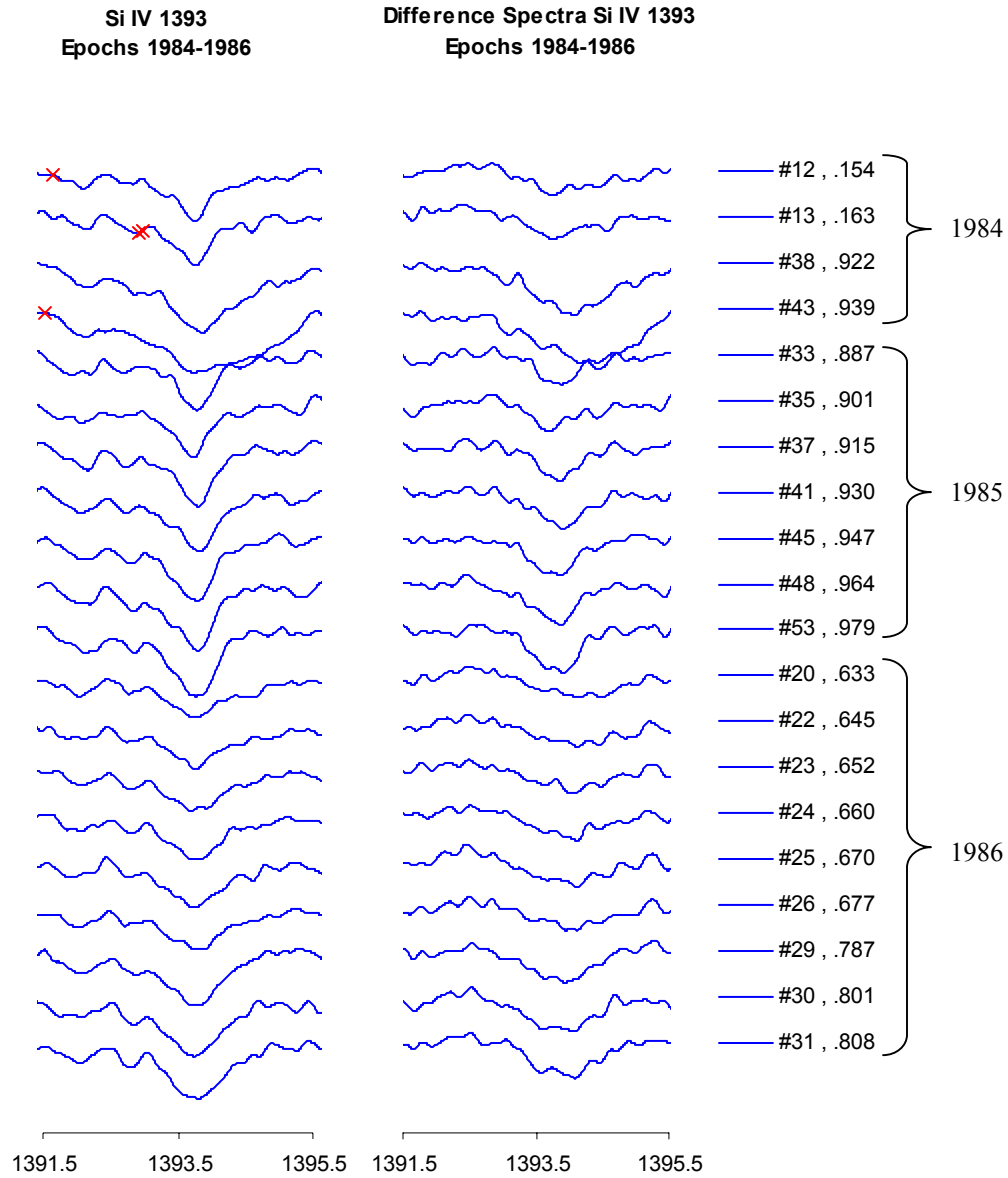 Si IV 1393
Epochs 1984-1986
Difference Spectra Si IV 1393
Epochs 1984-1986
#12 , .154
#13 , .163
#38 , .922
#43 , .939
1984
#33 , .887
#35 , .901
#37 , .915
#41 , .930
#45 , .947
#48 , .964
#53 , .979
1985
#20 , .633
#22 , .645
#23 , .652
#24 , .660
#25 , .670
#26 , .677
#29 , .787
#30 , .801
#31 , .808
1986
1391.5 1393.5 1395.5
1391.5 1393.5 1395.5